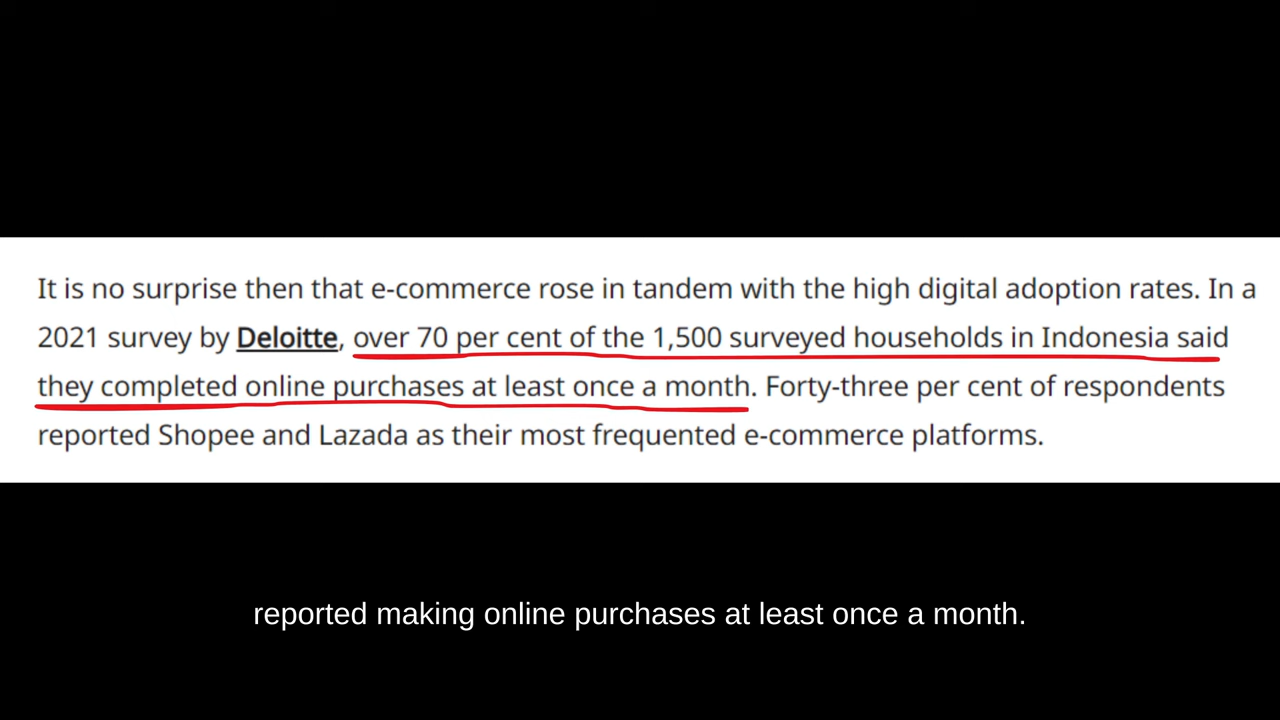 It is no surprise then that e-commerce rose in tandem with the high digital adoption rates. In a
2021 survey by Deloitte, over 70 per cent of the 1,500 surveyed households in Indonesia said
they completed online purchases at least once a month. Forty-three per cent of respondents
reported Shopee and Lazada as their most frequented e-commerce platforms.
reported making online purchases at least once a month.